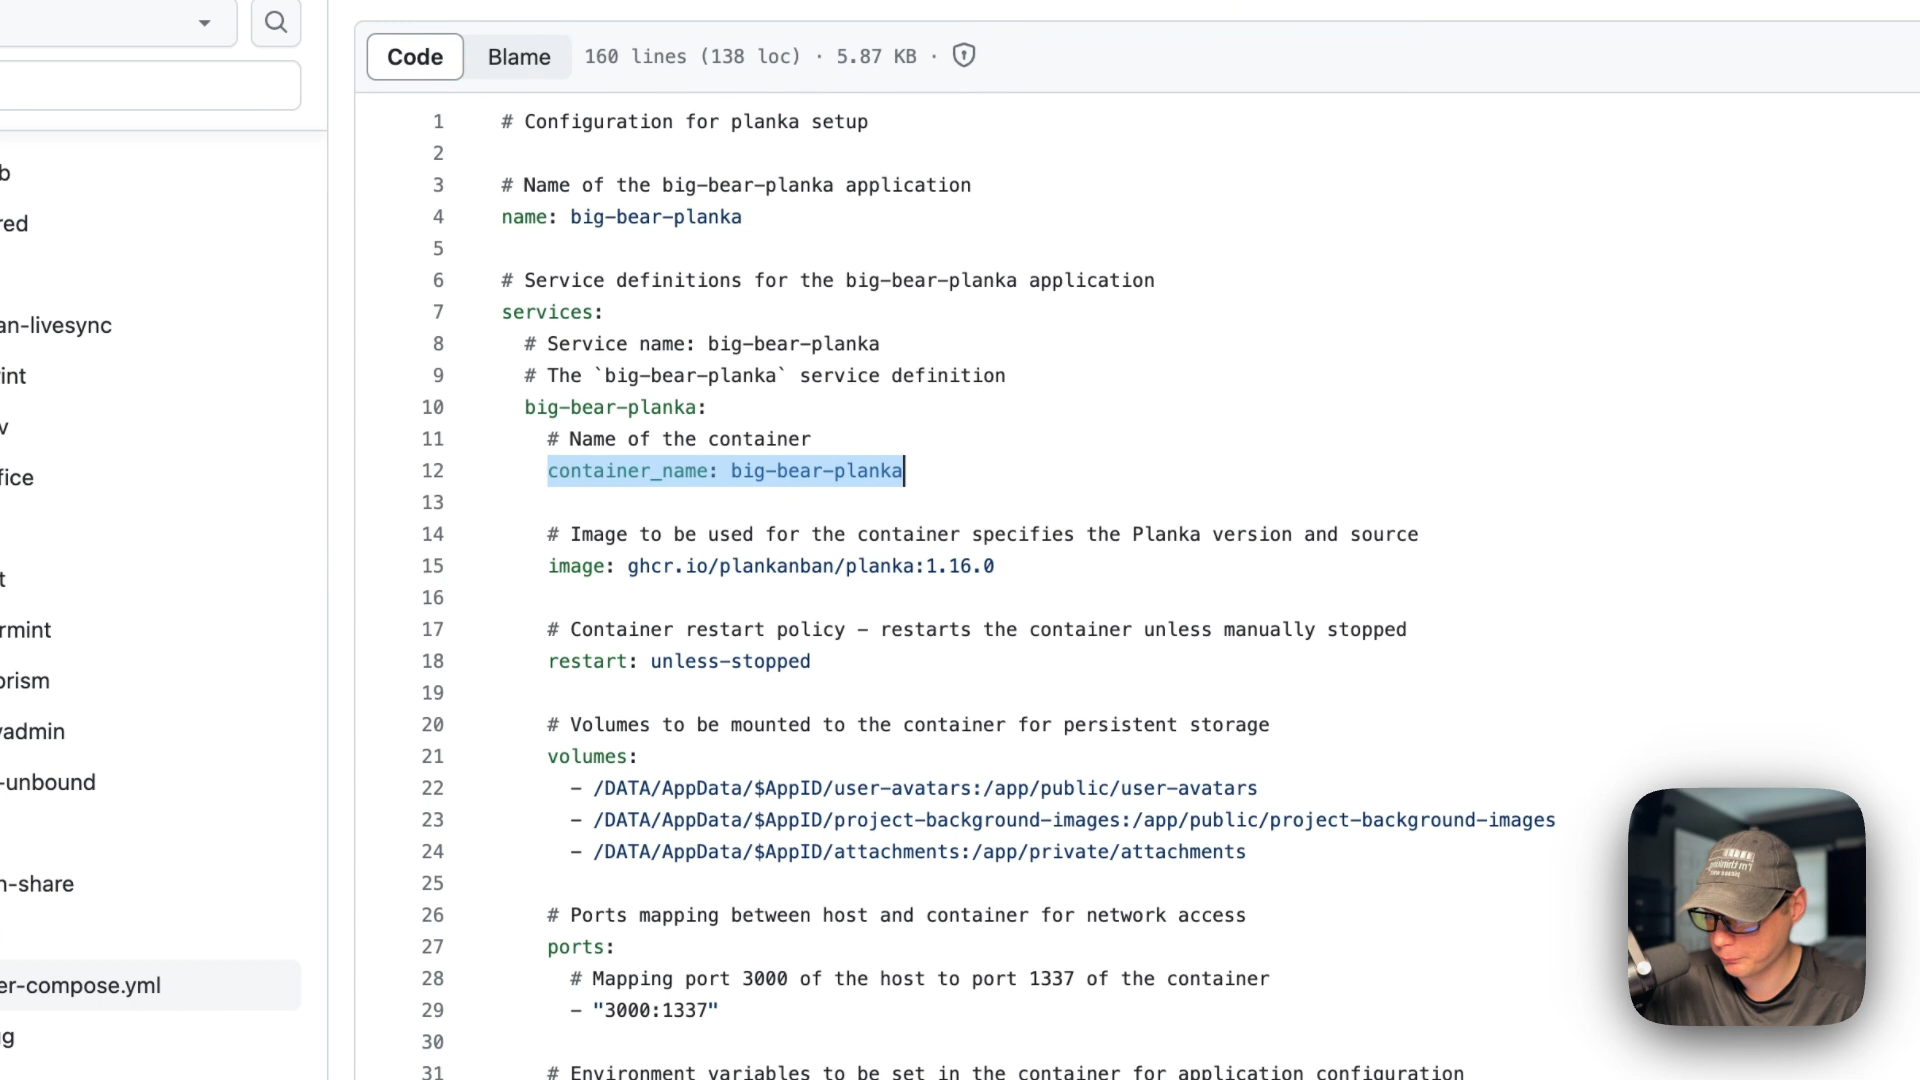 Code Blame 160 lines (138 loc) · 5.87 KB ·
1 # Configuration for planka setup
2
3 # Name of the big-bear-planka application
4 name: big-bear-planka
5
6 # Service definitions for the big-bear-planka application
7 services:
8 # Service name: big-bear-planka
9 # The `big-bear-planka` service definition
10 big-bear-planka:
11 # Name of the container
12 container_name: big-bear-planka
13
14 # Image to be used for the container specifies the Planka version and source
15 image: ghcr.io/plankanban/planka:1.16.0
16
17 # Container restart policy - restarts the container unless manually stopped
18 restart: unless-stopped
19
20 # Volumes to be mounted to the container for persistent storage
21 volumes:
22 - /DATA/AppData/$AppID/user-avatars:/app/public/user-avatars
23 - /DATA/AppData/$AppID/project-background-images:/app/public/project-background-images
24 - /DATA/AppData/$AppID/attachments:/app/private/attachments
25
26 # Ports mapping between host and container for network access
27 ports:
28 # Mapping port 3000 of the host to port 1337 of the container
29 - "3000:1337"
30
31 # Environment variables to be set in the container for application configuration
b
red
an-livesync
int
v
fice
t
rmint
prism
yadmin
-unbound
n-share
er-compose.yml
g